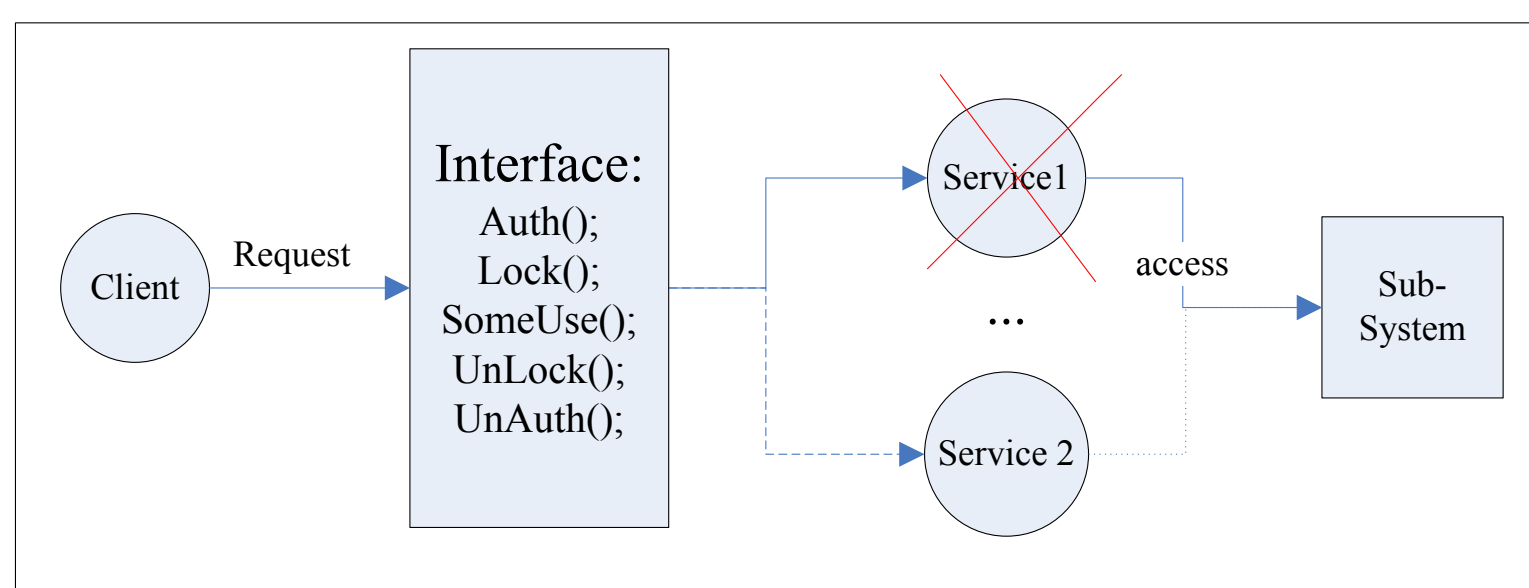 Client
Request
Interface:
Auth();
Lock();
SomeUse();
UnLock();
UnAuth();
Service1
...
Service 2
access
Sub-
System